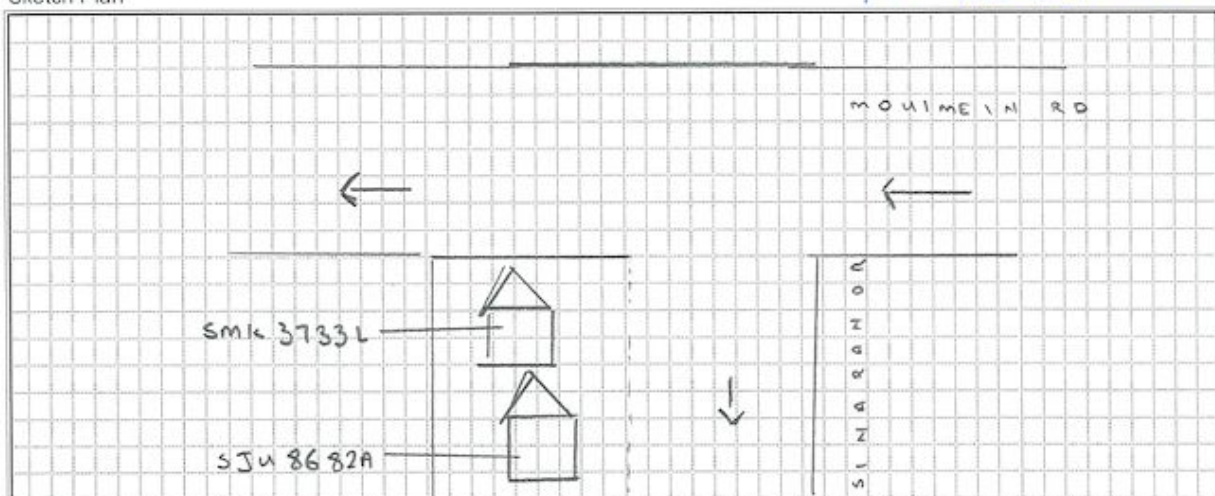 Sketch Plan
MOULMEIN RD
SMK 3733L
SJU 8682A
SINARAN DR